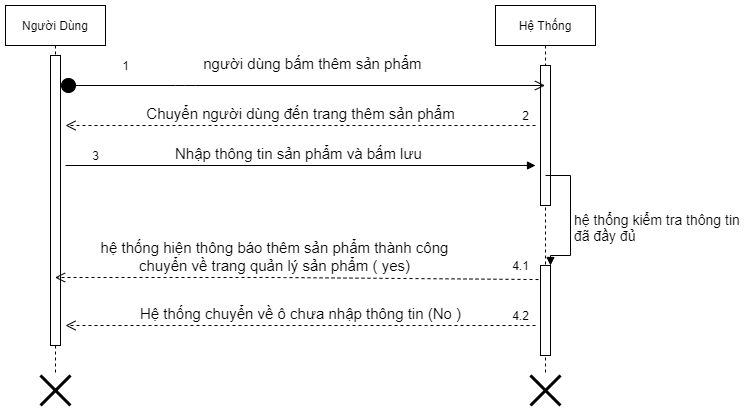 Người Dùng
Hệ Thống
1
người dùng bấm thêm sản phẩm
Chuyển người dùng đến trang thêm sản phẩm
2
3
Nhập thông tin sản phẩm và bấm lưu
hệ thống kiểm tra thông tin
đã đầy đủ
hệ thống hiện thông báo thêm sản phẩm thành công
chuyển về trang quản lý sản phẩm ( yes)
4.1
Hệ thống chuyển về ô chưa nhập thông tin (No )
4.2